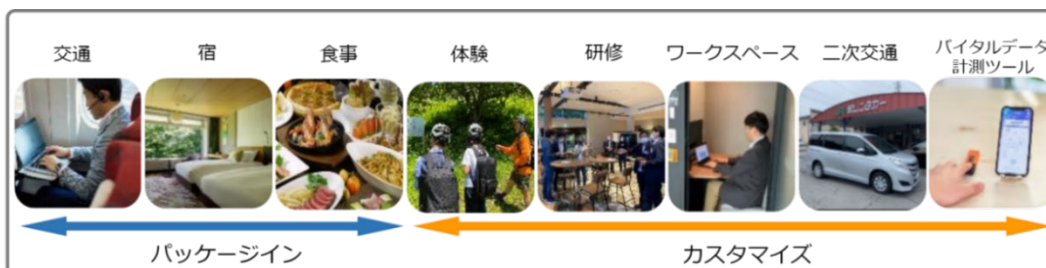 交通
宿
食事
体験
研修
ワークスペース
二次交通
バイタルデータ
計測ツール
パッケージイン
カスタマイズ